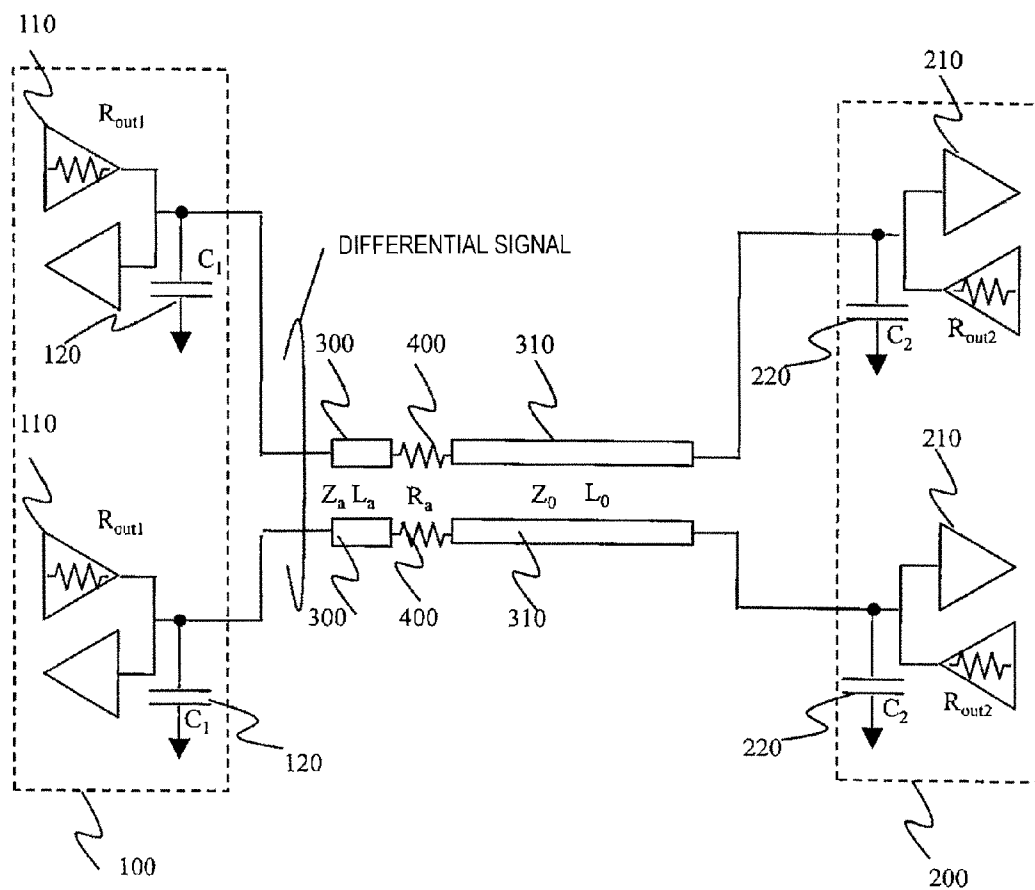 110
R_out1
C_1
120
210
C_2
R_out2
220
DIFFERENTIAL SIGNAL
300
400
310
Z_a L_a
R_a
Z_0
L_0
300
400
310
110
R_out1
C_1
120
210
C_2
R_out2
220
100
200